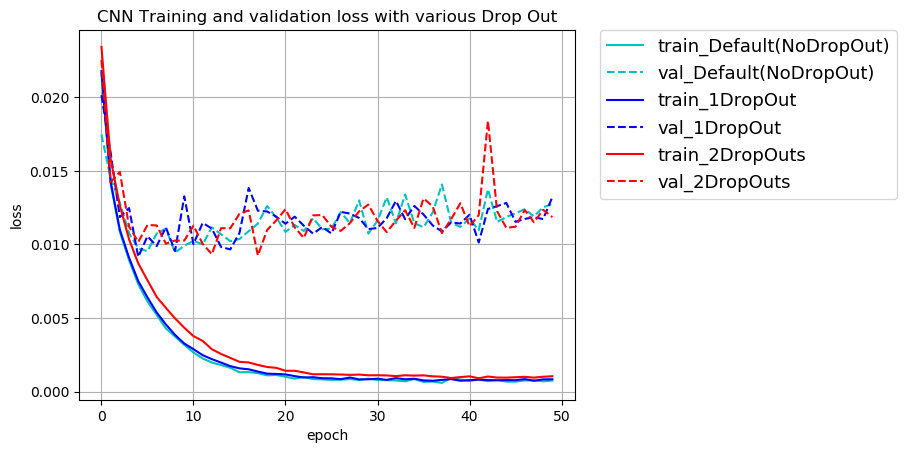 CNN Training and validation loss with various Drop Out
train_Default(NoDropOut)
val_Default(NoDropOut)
train_1DropOut
val_1DropOut
train_2DropOuts
val_2DropOuts
loss
0.020
0.015
0.010
0.005
0.000
0 10 20 30 40 50
epoch